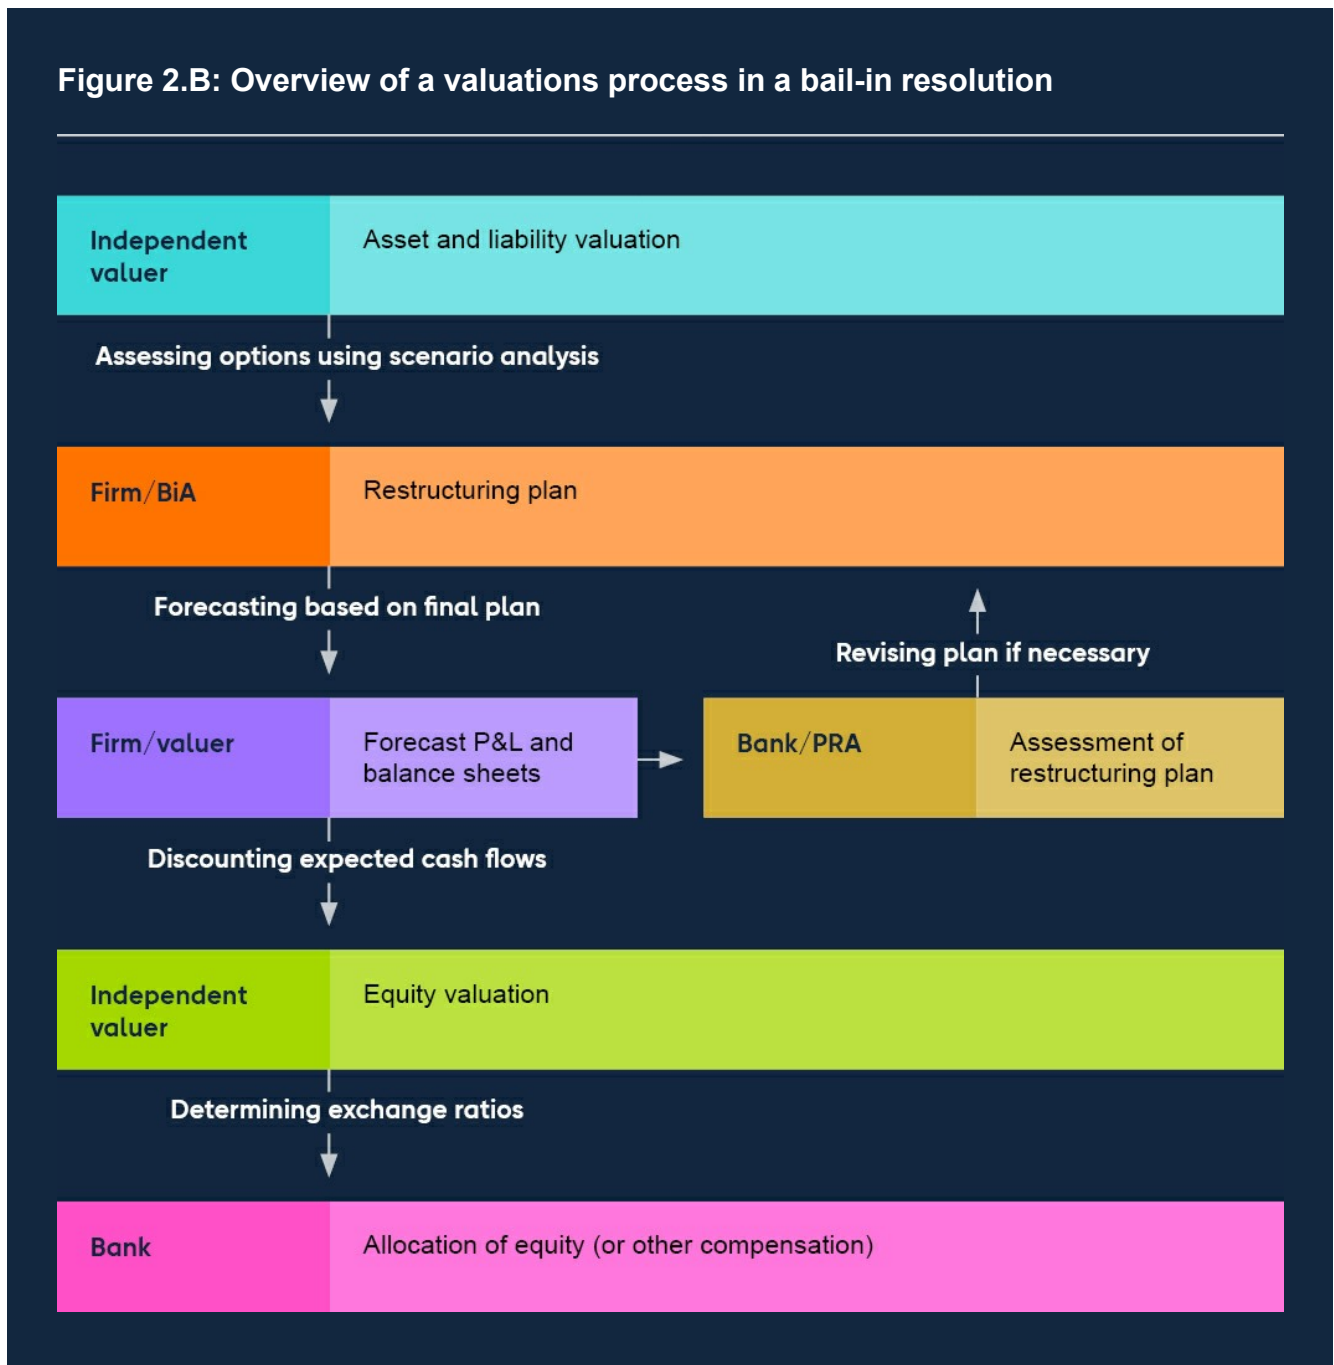 Figure 2.B: Overview of a valuations process in a bail-in resolution
Independent
valuer
Asset and liability valuation
Assessing options using scenario analysis
Firm/BiA
Restructuring plan
Forecasting based on final plan
Revising plan if necessary
Firm/valuer
Forecast P&L and
balance sheets
Bank/PRA
Assessment of
restructuring plan
Discounting expected cash flows
Independent
valuer
Equity valuation
Determining exchange ratios
Bank
Allocation of equity (or other compensation)